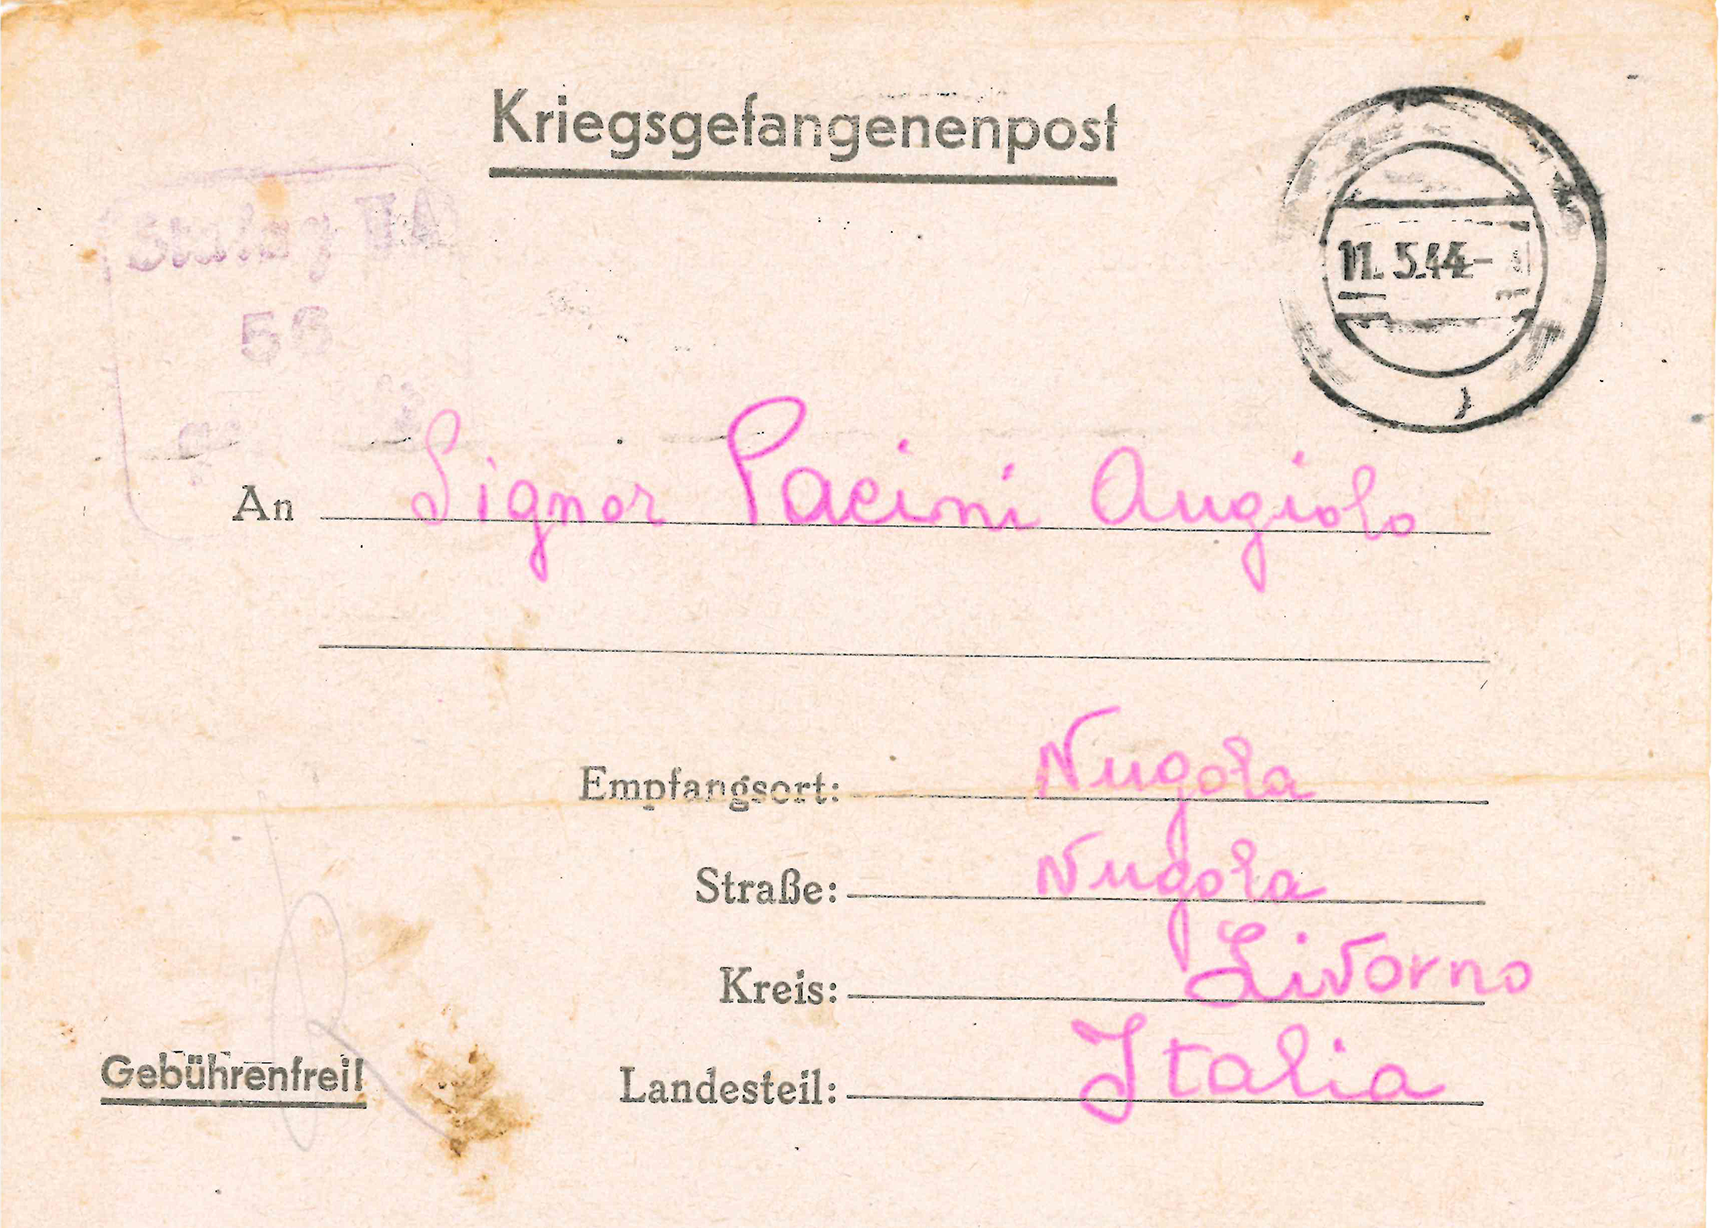 Kriegsgefangenenpost
Stalag II A
56
11.5.44-
An Signor Pacini Angiolo
Empfangsort: Nugola
Straße: Nugola
Kreis: Livorno
Landesteil: Italia
Gebührenfrei!